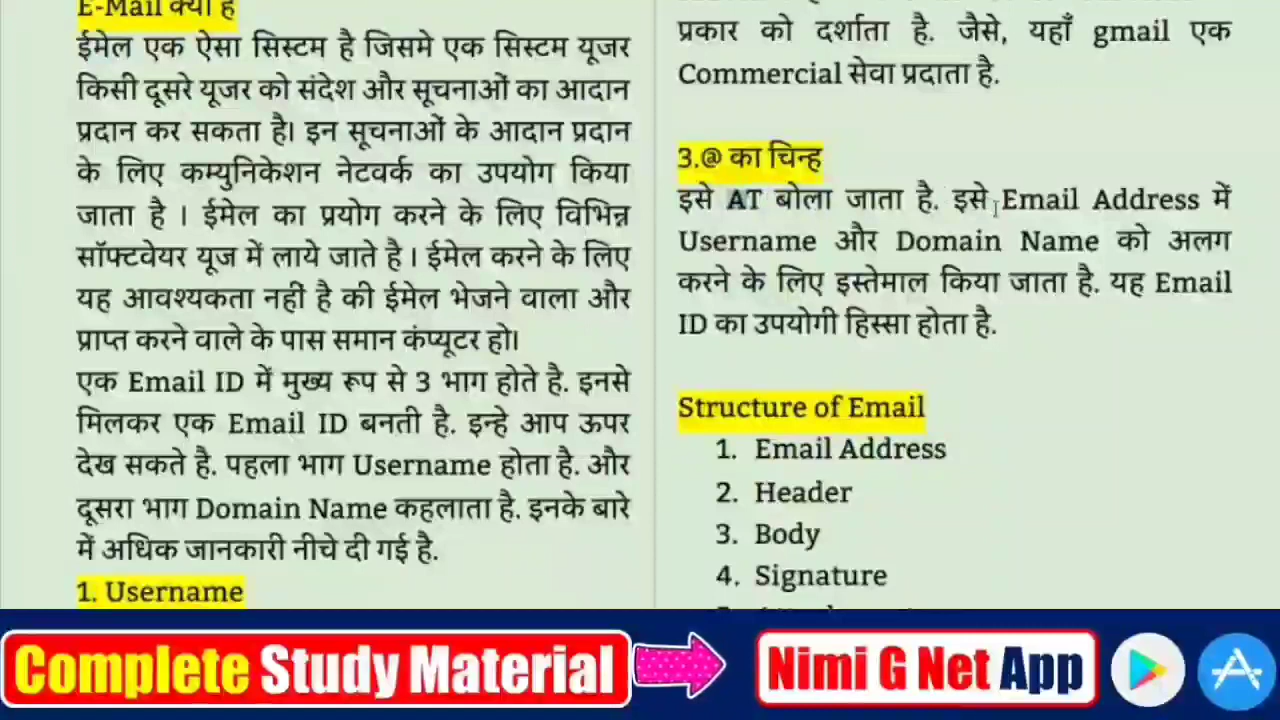 E-Mail क्या है
ईमेल एक ऐसा सिस्टम है जिसमे एक सिस्टम यूजर
किसी दूसरे यूजर को संदेश और सूचनाओं का आदान
प्रदान कर सकता है। इन सूचनाओं के आदान प्रदान
के लिए कम्युनिकेशन नेटवर्क का उपयोग किया
जाता है । ईमेल का प्रयोग करने के लिए विभिन्न
सॉफ्टवेयर यूज में लाये जाते है । ईमेल करने के लिए
यह आवश्यकता नहीं है की ईमेल भेजने वाला और
प्राप्त करने वाले के पास समान कंप्यूटर हो।
एक Email ID में मुख्य रूप से 3 भाग होते है. इनसे
मिलकर एक Email ID बनती है. इन्हे आप ऊपर
देख सकते है. पहला भाग Username होता है. और
दूसरा भाग Domain Name कहलाता है. इनके बारे
में अधिक जानकारी नीचे दी गई है.
1. Username
प्रकार को दर्शाता है. जैसे, यहाँ gmail एक
Commercial सेवा प्रदाता है.
3.@ का चिन्ह
इसे AT बोला जाता है. इसे Email Address में
Username और Domain Name को अलग
करने के लिए इस्तेमाल किया जाता है. यह Email
ID का उपयोगी हिस्सा होता है.
Structure of Email
1. Email Address
2. Header
3. Body
4. Signature
Complete Study Material
Nimi G Net App